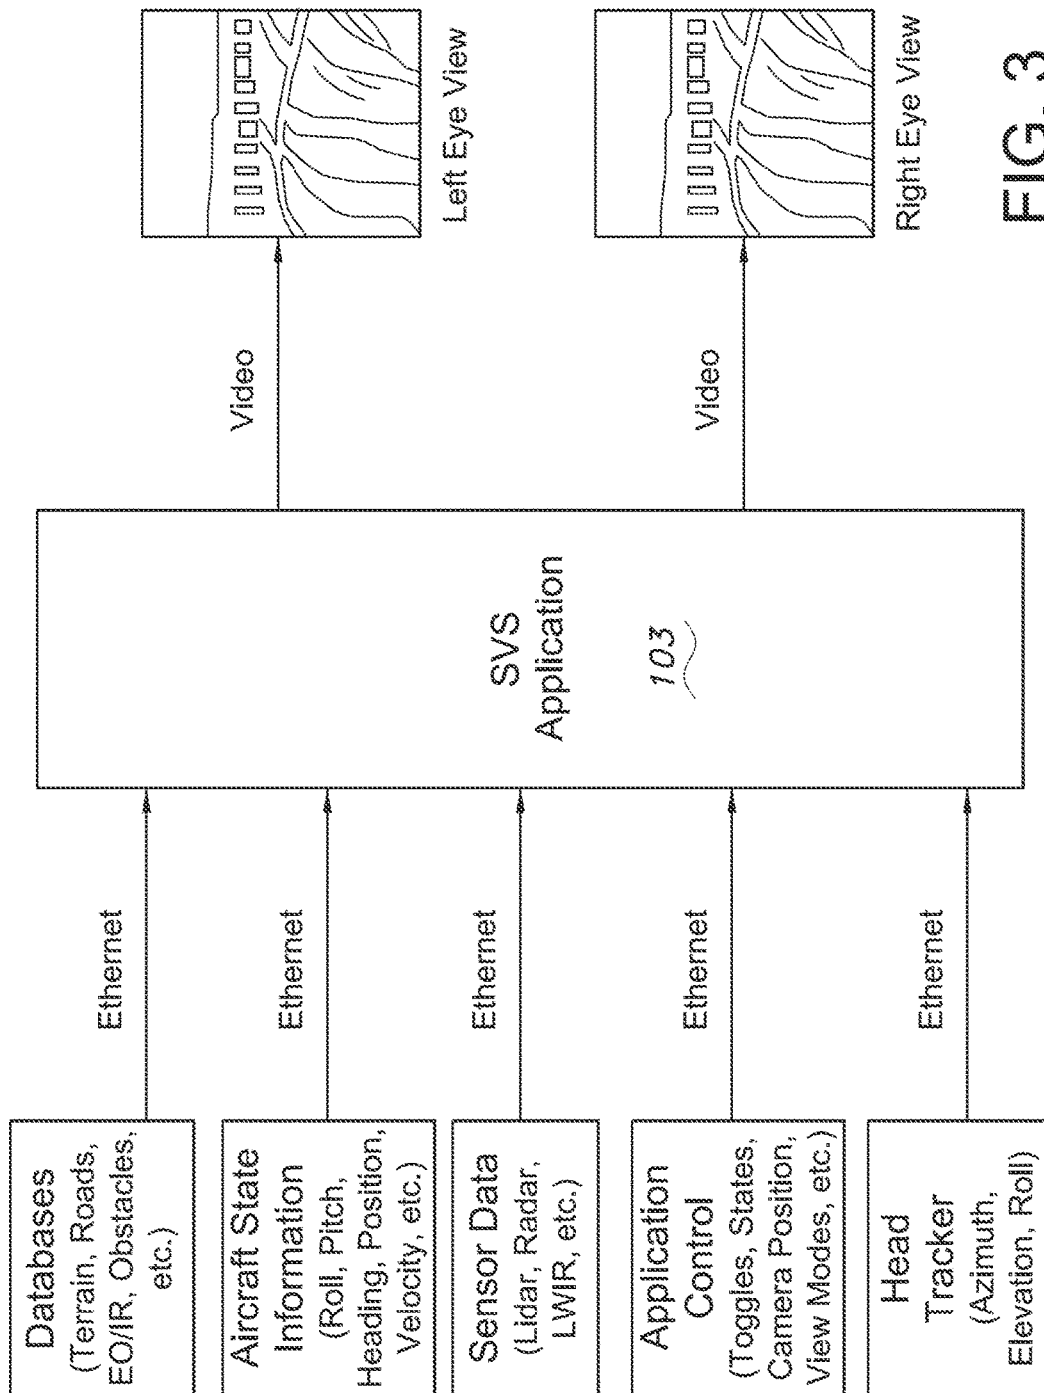 Databases
(Terrain, Roads,
EO/IR, Obstacles,
etc.)
Ethernet
Aircraft State
Information
(Roll, Pitch,
Heading, Position,
Velocity, etc.)
Ethernet
Sensor Data
(Lidar, Radar,
LWIR, etc.)
Ethernet
Application
Control
(Toggles, States,
Camera Position,
View Modes, etc.)
Ethernet
Head
Tracker
(Azimuth,
Elevation, Roll)
Ethernet
SVS
Application
103
Video
Left Eye View
Video
Right Eye View
FIG. 3